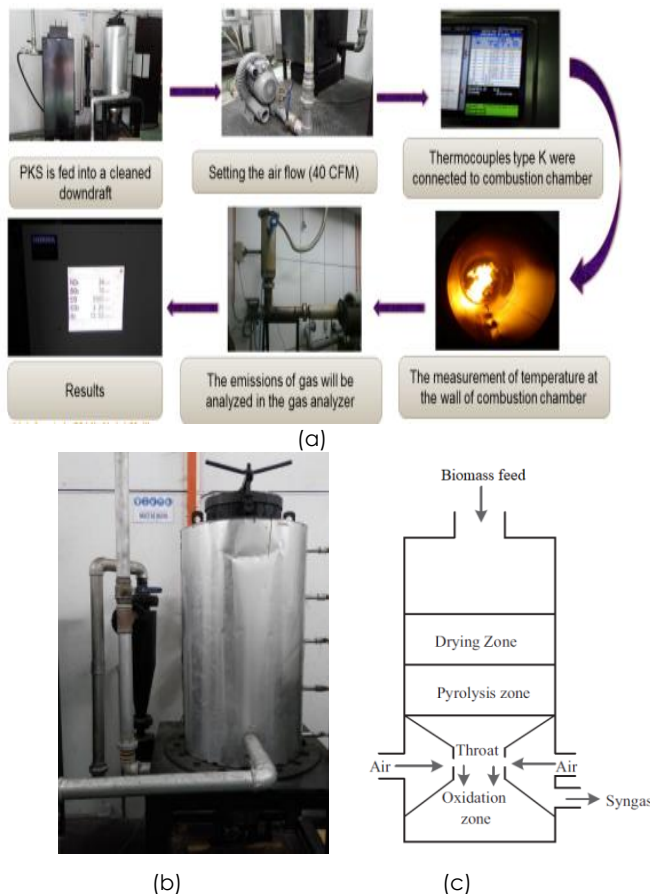 PKS is fed into a cleaned
downdraft
Setting the air flow (40 CFM)
Thermocouples type K were
connected to combustion chamber
Results
The emissions of gas will be
analyzed in the gas analyzer
The measurement of temperature at
the wall of combustion chamber
(a)
Biomass feed
Drying Zone
Pyrolysis zone
Throat
Air
Air
Oxidation
zone
Syngas
(b)
(c)